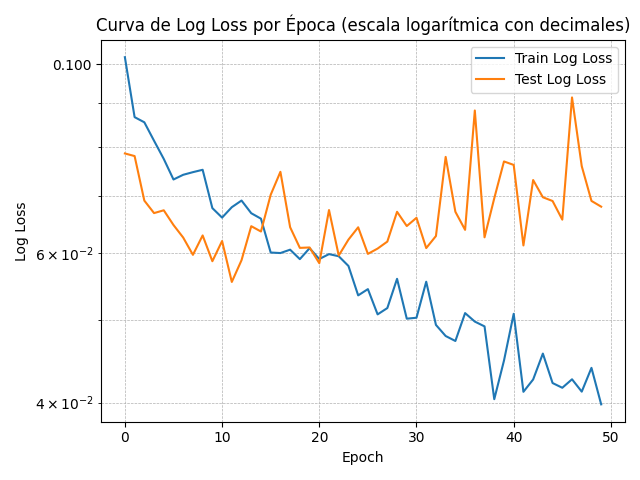 Curva de Log Loss por Época (escala logarítmica con decimales)
Train Log Loss
Test Log Loss
Log Loss
0.100
6 × 10⁻²
4 × 10⁻²
0 10 20 30 40 50
Epoch